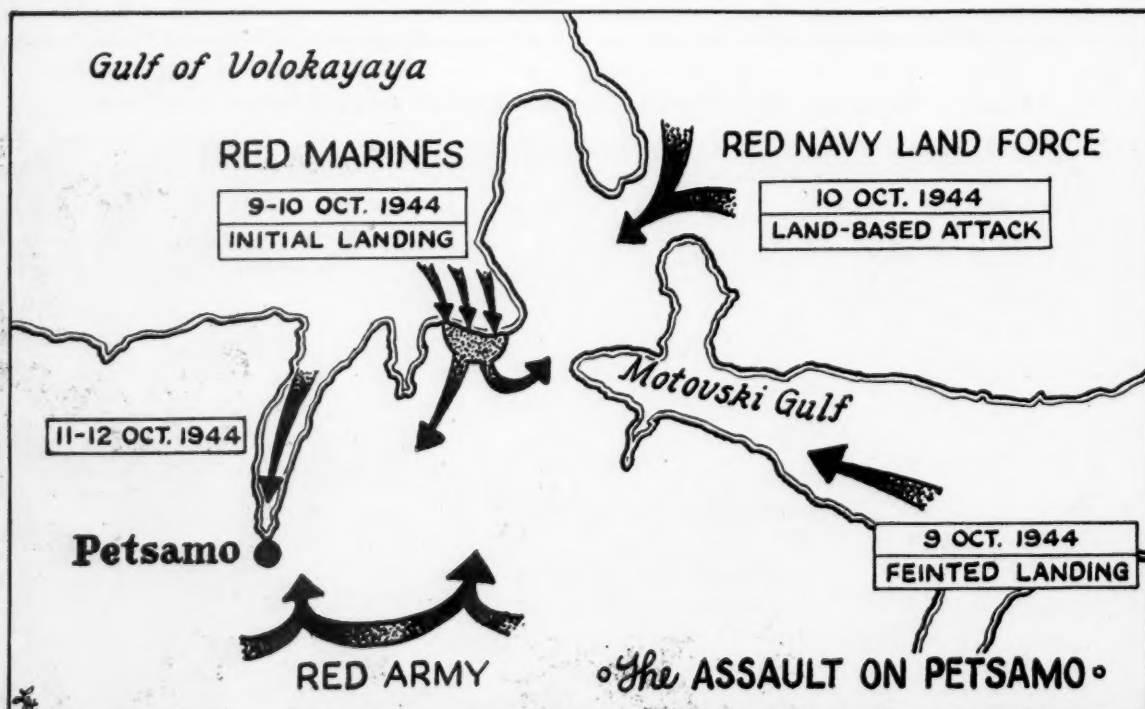 Gulf of Volokayaya
RED MARINES
9-10 OCT. 1944
INITIAL LANDING
RED NAVY LAND FORCE
10 OCT. 1944
LAND-BASED ATTACK
Motovski Gulf
11-12 OCT. 1944
Petsamo
9 OCT. 1944
FEINTED LANDING
RED ARMY
The ASSAULT ON PETSAMO